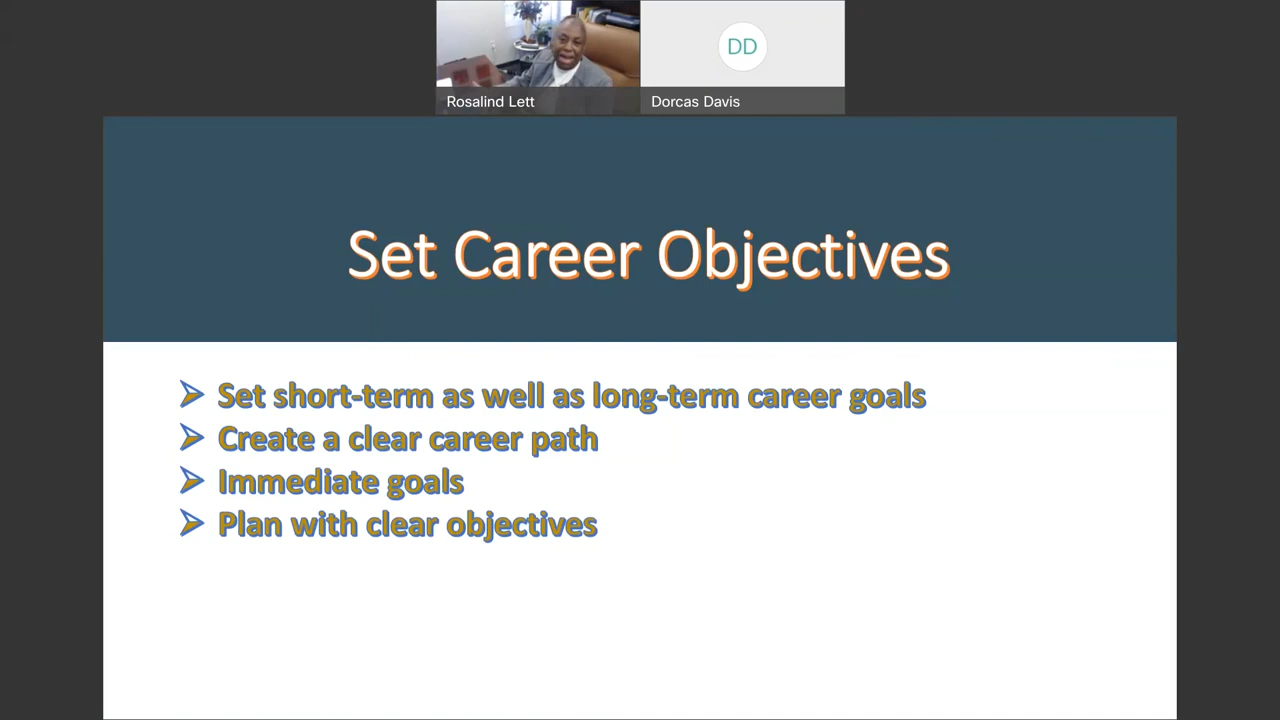 DD
Rosalind Lett
Dorcas Davis
Set Career Objectives
Set short-term as well as long-term career goals
Create a clear career path
Immediate goals
Plan with clear objectives